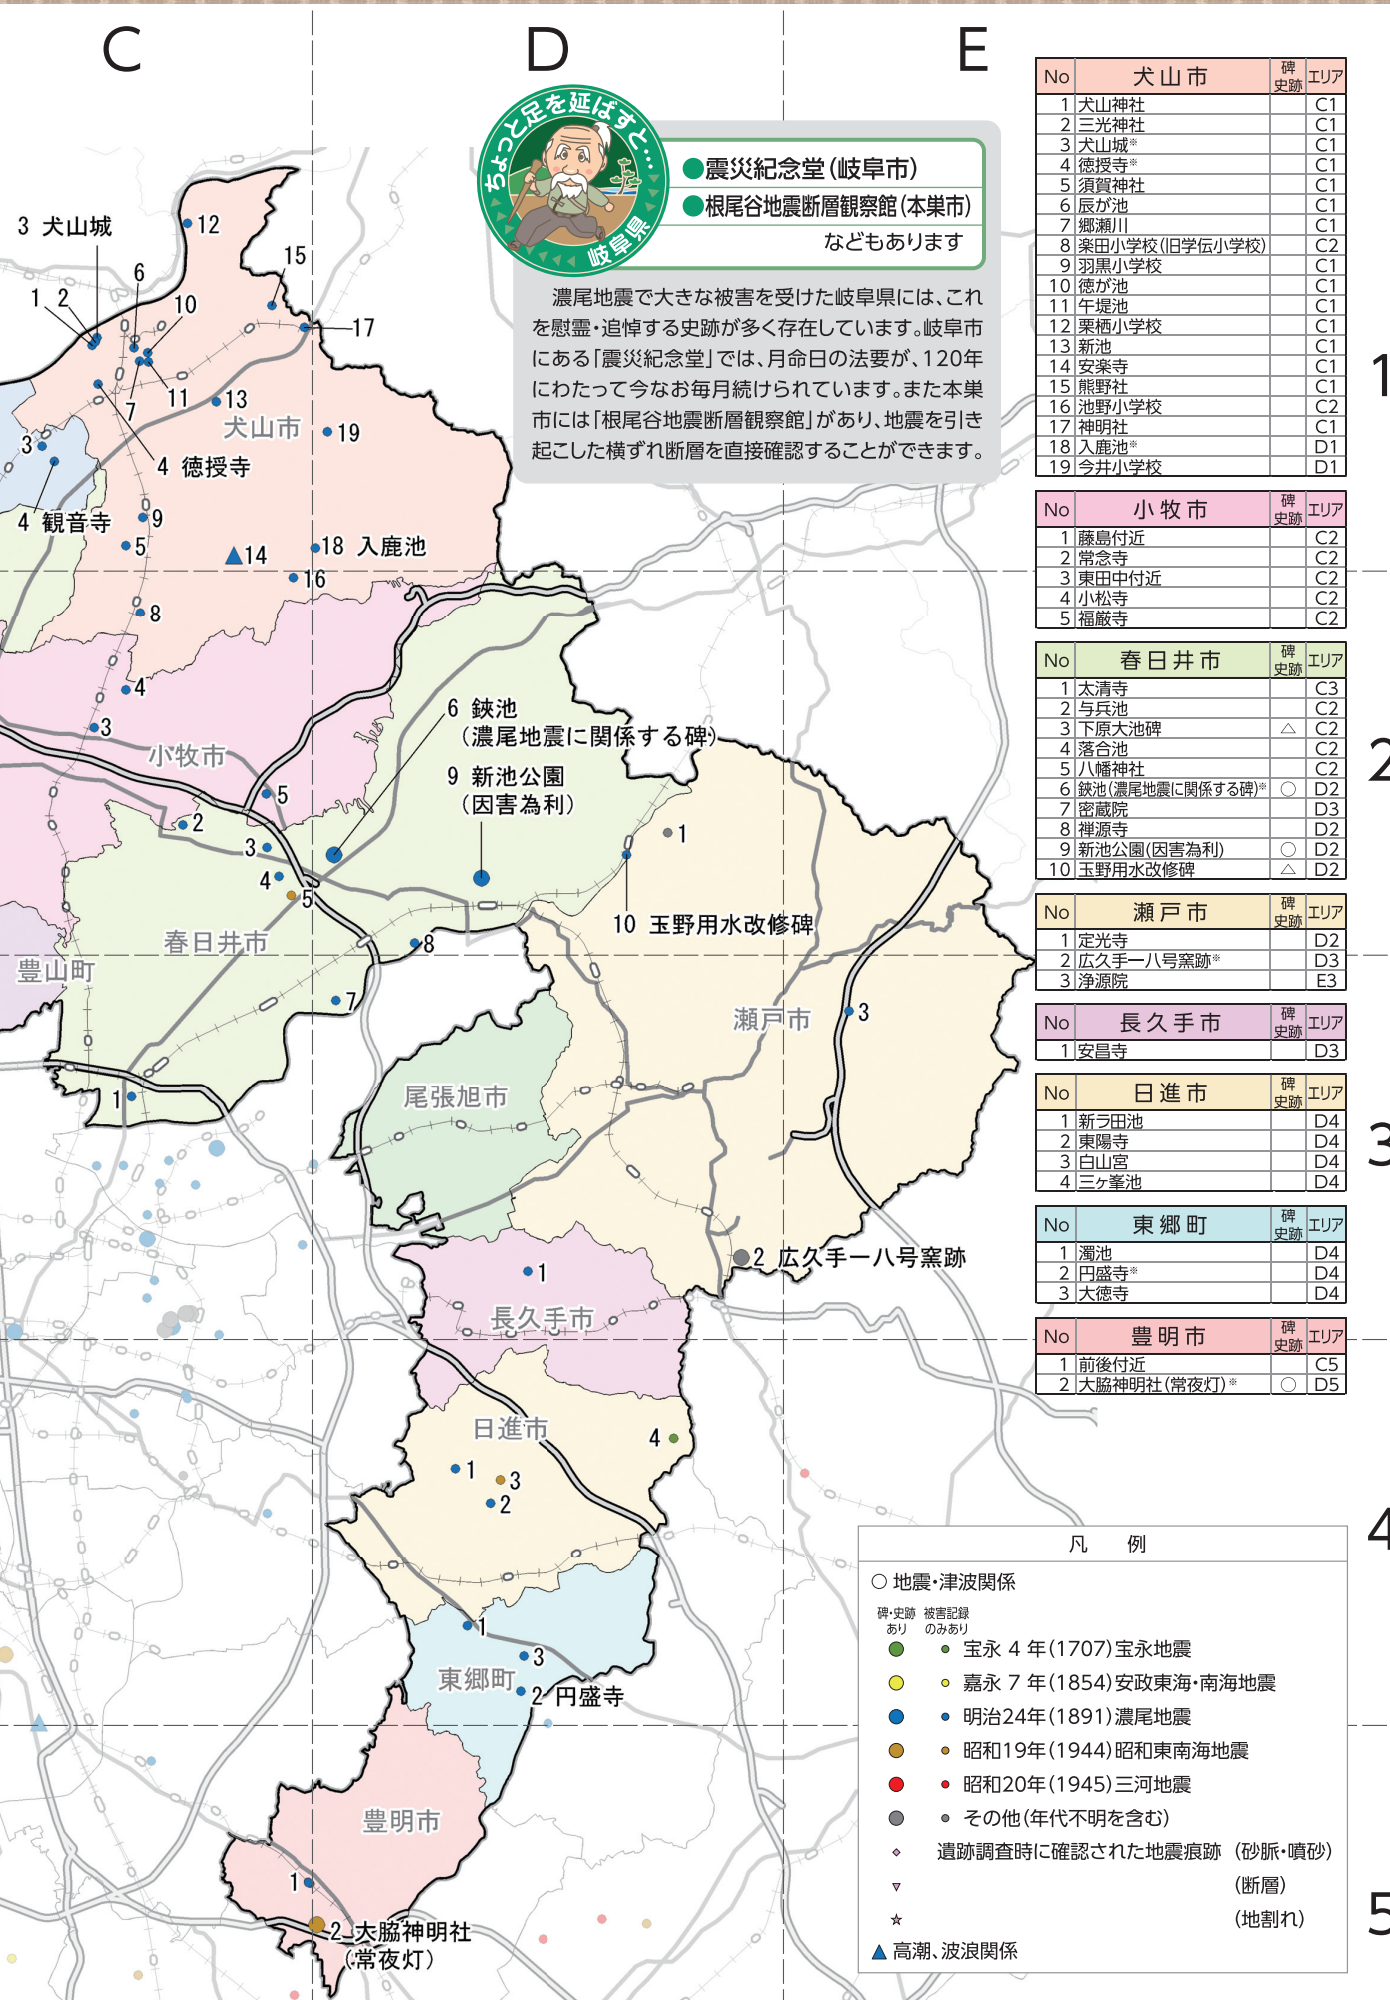 C
D
E
1
2
3
4
5
ちょっと足を延ばすと…
岐阜県
●震災紀念堂(岐阜市)
●根尾谷地震断層観察館(本巣市)
などもあります
濃尾地震で大きな被害を受けた岐阜県には、これ
を慰霊・追悼する史跡が多く存在しています。岐阜市
にある「震災紀念堂」では、月命日の法要が、120年
にわたって今なお毎月続けられています。また本巣
市には「根尾谷地震断層観察館」があり、地震を引き
起こした横ずれ断層を直接確認することができます。
3 犬山城
12
15
6
1 2
10
17
7
11
13
犬山市
19
3
4 徳授寺
4 観音寺
9
5
14
18 入鹿池
16
8
4
3
小牧市
5
6 鋏池
(濃尾地震に関係する碑)
9 新池公園
(因害為利)
2
3
4
5
1
10 玉野用水改修碑
春日井市
8
豊山町
7
瀬戸市
3
尾張旭市
1
2 広久手一八号窯跡
1
長久手市
日進市
4
1
3
2
1
3
東郷町
2 円盛寺
豊明市
1
2 大脇神明社
(常夜灯)
No 犬山市 碑史跡 エリア
1 犬山神社 C1
2 三光神社 C1
3 犬山城※ C1
4 徳授寺※ C1
5 須賀神社 C1
6 辰が池 C1
7 郷瀬川 C1
8 楽田小学校(旧学伝小学校) C2
9 羽黒小学校 C1
10 徳が池 C1
11 午堤池 C1
12 栗栖小学校 C1
13 新池 C1
14 安楽寺 C1
15 熊野社 C1
16 池野小学校 C2
17 神明社 C1
18 入鹿池※ D1
19 今井小学校 D1
No 小牧市 碑史跡 エリア
1 藤島付近 C2
2 常念寺 C2
3 東田中付近 C2
4 小松寺 C2
5 福厳寺 C2
No 春日井市 碑史跡 エリア
1 太清寺 C3
2 与兵池 C2
3 下原大池碑 △ C2
4 落合池 C2
5 八幡神社 C2
6 鋏池(濃尾地震に関係する碑)※ ○ D2
7 密蔵院 D3
8 禅源寺 D2
9 新池公園(因害為利) ○ D2
10 玉野用水改修碑 △ D2
No 瀬戸市 碑史跡 エリア
1 定光寺 D2
2 広久手一八号窯跡※ D3
3 浄源院 E3
No 長久手市 碑史跡 エリア
1 安昌寺 D3
No 日進市 碑史跡 エリア
1 新ラ田池 D4
2 東陽寺 D4
3 白山宮 D4
4 三ヶ峯池 D4
No 東郷町 碑史跡 エリア
1 濁池 D4
2 円盛寺※ D4
3 大徳寺 D4
No 豊明市 碑史跡 エリア
1 前後付近 C5
2 大脇神明社(常夜灯)※ ○ D5
凡 例
○ 地震・津波関係
碑・史跡あり 被害記録のみあり
宝永 4 年(1707)宝永地震
嘉永 7 年(1854)安政東海・南海地震
明治24年(1891)濃尾地震
昭和19年(1944)昭和東南海地震
昭和20年(1945)三河地震
その他(年代不明を含む)
遺跡調査時に確認された地震痕跡 (砂脈・噴砂)
(断層)
(地割れ)
▲ 高潮、波浪関係